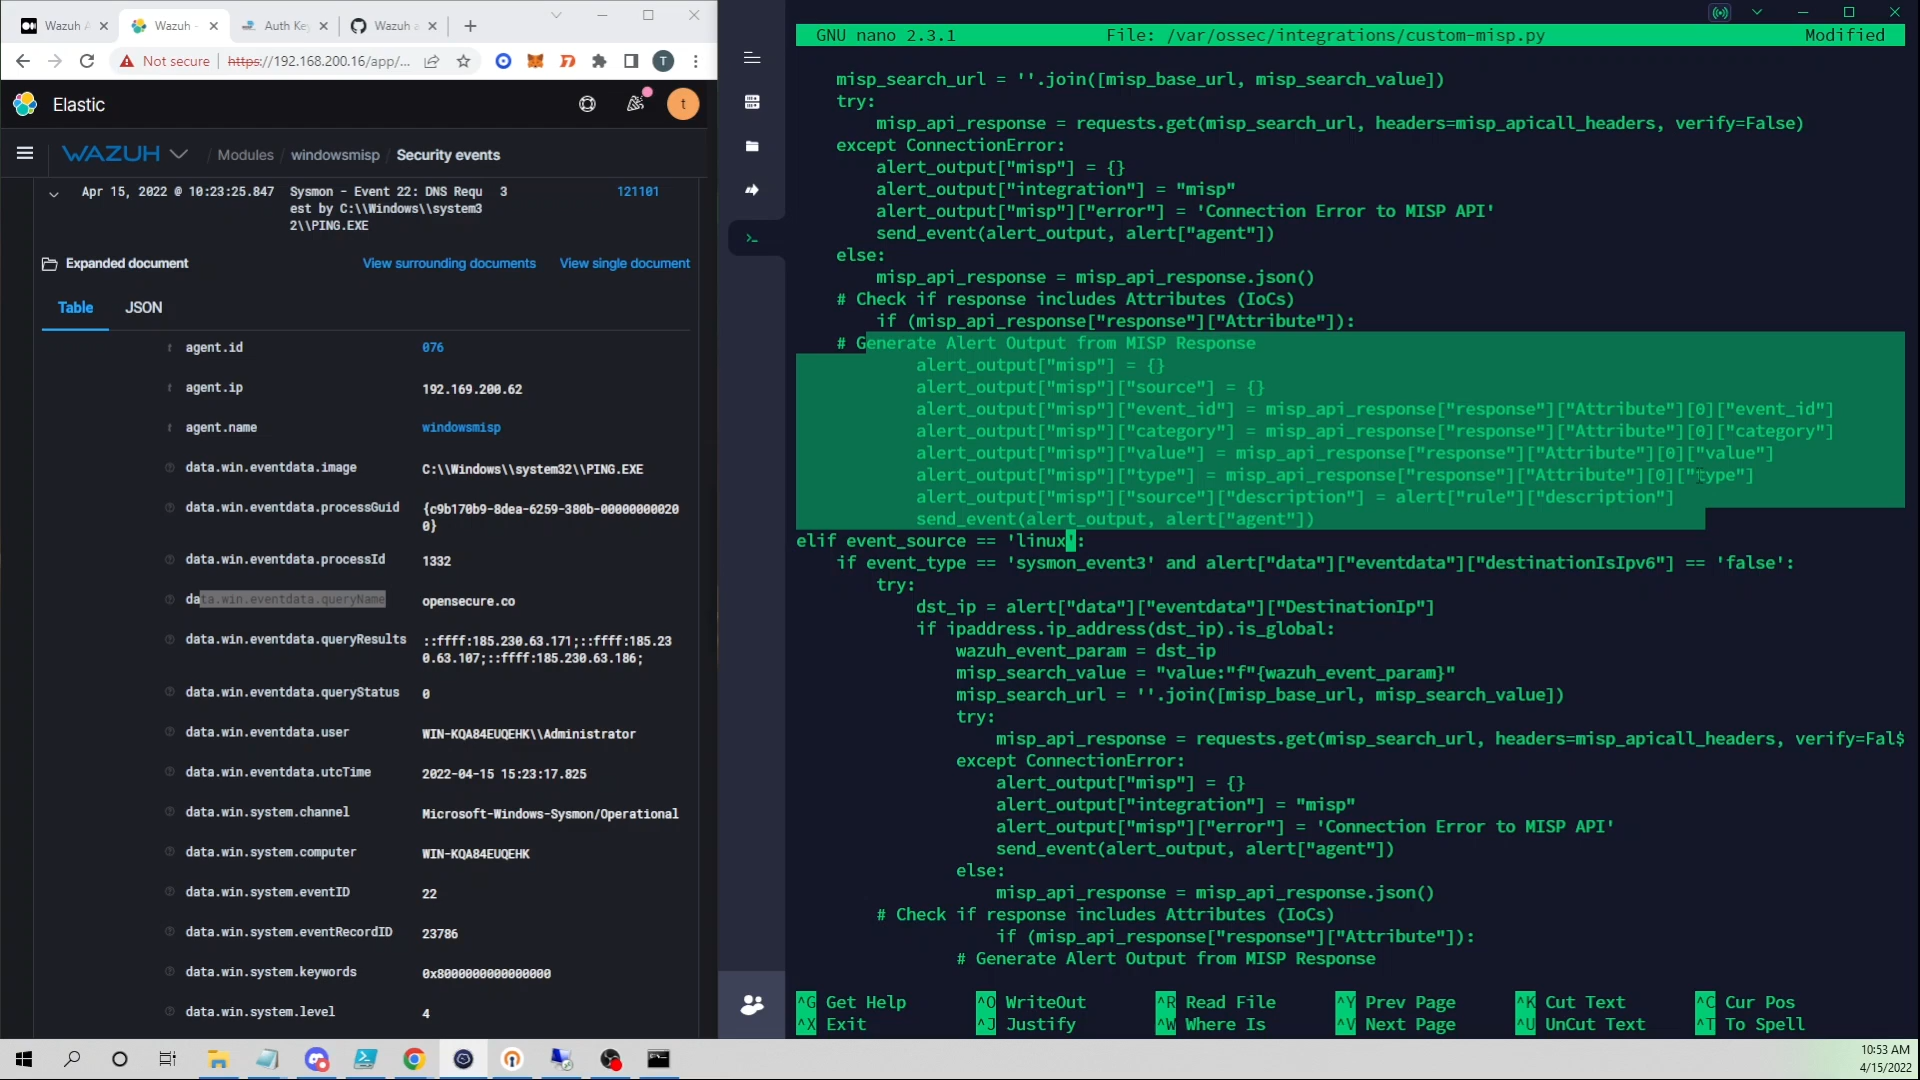 Wazuh A
Wazuh -
Auth Key
Wazuh a
Not secure
https://192.168.200.16/app/...
T
Elastic
t
WAZUH
/ Modules / windowsmisp / Security events
Apr 15, 2022 @ 10:23:25.847
Sysmon - Event 22: DNS Requ
est by C:\\Windows\\system3
2\\PING.EXE
3
121101
Expanded document
View surrounding documents
View single document
Table
JSON
t agent.id 076
t agent.ip 192.169.200.62
t agent.name windowsmisp
data.win.eventdata.image C:\\Windows\\system32\\PING.EXE
data.win.eventdata.processGuid {c9b170b9-8dea-6259-380b-00000000020
0}
data.win.eventdata.processId 1332
data.win.eventdata.queryName opensecure.co
data.win.eventdata.queryResults ::ffff:185.230.63.171;::ffff:185.23
0.63.107;::ffff:185.230.63.186;
data.win.eventdata.queryStatus 0
data.win.eventdata.user WIN-KQA84EUQEHK\\Administrator
data.win.eventdata.utcTime 2022-04-15 15:23:17.825
data.win.system.channel Microsoft-Windows-Sysmon/Operational
data.win.system.computer WIN-KQA84EUQEHK
data.win.system.eventID 22
data.win.system.eventRecordID 23786
data.win.system.keywords 0x8000000000000000
data.win.system.level 4
GNU nano 2.3.1 File: /var/ossec/integrations/custom-misp.py Modified
misp_search_url = ''.join([misp_base_url, misp_search_value])
try:
misp_api_response = requests.get(misp_search_url, headers=misp_apicall_headers, verify=False)
except ConnectionError:
alert_output["misp"] = {}
alert_output["integration"] = "misp"
alert_output["misp"]["error"] = 'Connection Error to MISP API'
send_event(alert_output, alert["agent"])
else:
misp_api_response = misp_api_response.json()
# Check if response includes Attributes (IoCs)
if (misp_api_response["response"]["Attribute"]):
# Generate Alert Output from MISP Response
alert_output["misp"] = {}
alert_output["misp"]["source"] = {}
alert_output["misp"]["event_id"] = misp_api_response["response"]["Attribute"][0]["event_id"]
alert_output["misp"]["category"] = misp_api_response["response"]["Attribute"][0]["category"]
alert_output["misp"]["value"] = misp_api_response["response"]["Attribute"][0]["value"]
alert_output["misp"]["type"] = misp_api_response["response"]["Attribute"][0]["type"]
alert_output["misp"]["source"]["description"] = alert["rule"]["description"]
send_event(alert_output, alert["agent"])
elif event_source == 'linux':
if event_type == 'sysmon_event3' and alert["data"]["eventdata"]["destinationIsIpv6"] == 'false':
try:
dst_ip = alert["data"]["eventdata"]["DestinationIp"]
if ipaddress.ip_address(dst_ip).is_global:
wazuh_event_param = dst_ip
misp_search_value = "value:"f"{wazuh_event_param}"
misp_search_url = ''.join([misp_base_url, misp_search_value])
try:
misp_api_response = requests.get(misp_search_url, headers=misp_apicall_headers, verify=Fal$
except ConnectionError:
alert_output["misp"] = {}
alert_output["integration"] = "misp"
alert_output["misp"]["error"] = 'Connection Error to MISP API'
send_event(alert_output, alert["agent"])
else:
misp_api_response = misp_api_response.json()
# Check if response includes Attributes (IoCs)
if (misp_api_response["response"]["Attribute"]):
# Generate Alert Output from MISP Response
^G Get Help ^O WriteOut ^R Read File ^Y Prev Page ^K Cut Text ^C Cur Pos
^X Exit ^J Justify ^W Where Is ^V Next Page ^U UnCut Text ^T To Spell
10:53 AM
4/15/2022